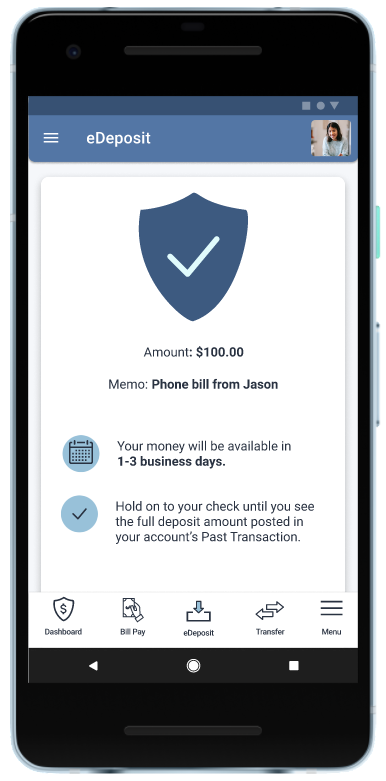 eDeposit
Amount: $100.00
Memo: Phone bill from Jason
Your money will be available in
1-3 business days.
Hold on to your check until you see
the full deposit amount posted in
your account's Past Transaction.
Dashboard
Bill Pay
eDeposit
Transfer
Menu